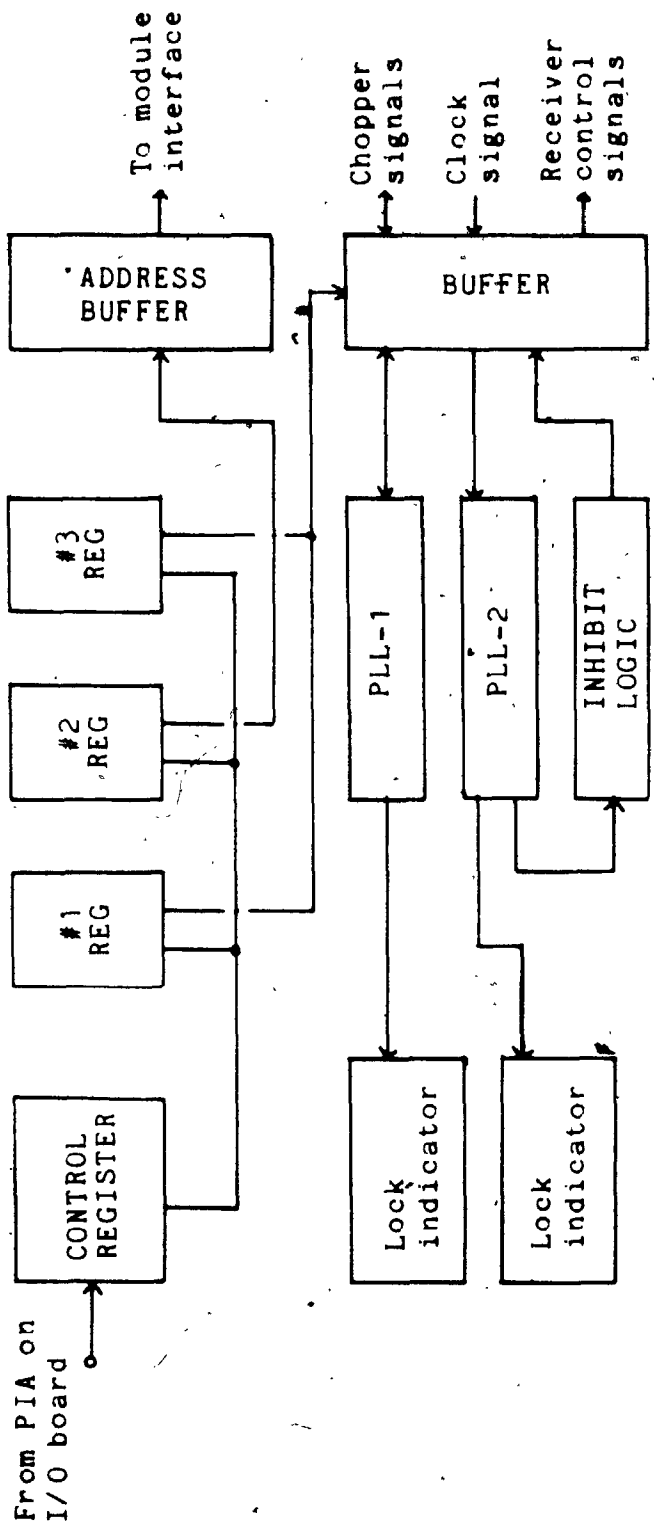 From PIA on
I/O board
CONTROL
REGISTER
#1
REG
#2
REG
#3
REG
ADDRESS
BUFFER
To module
interface
Lock
indicator
PLL-1
BUFFER
Chopper
signals
Lock
indicator
PLL-2
Clock
signal
INHIBIT
LOGIC
Receiver
control
signals